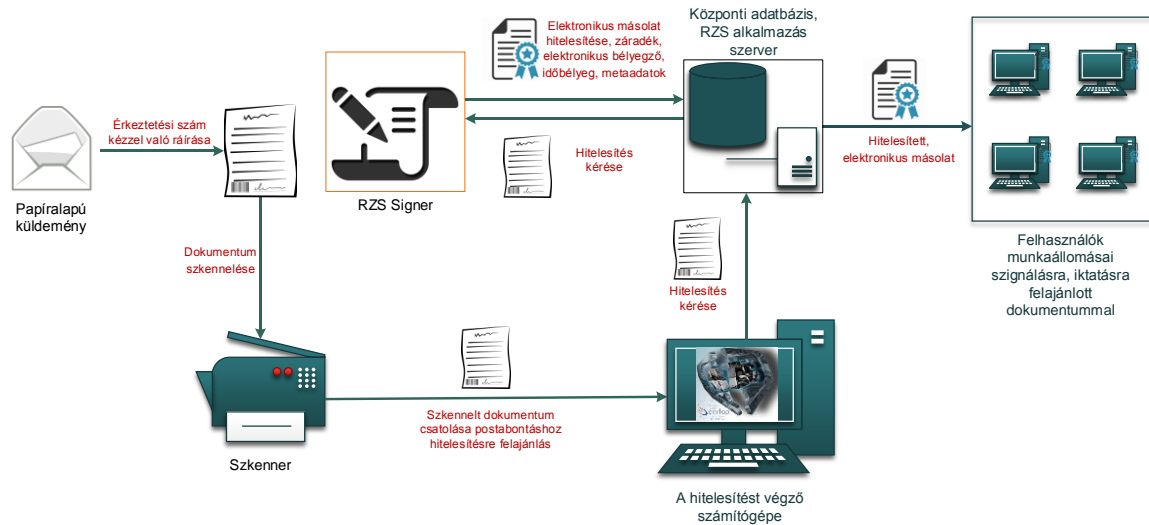 Elektronikus másolat
hitelesítése, záradék,
elektronikus bélyegző,
időbélyeg, metaadatok
Központi adatbázis,
RZS alkalmazás
szerver
Érkeztetési szám
kézzel való ráírása
Hitelesítés
kérése
Hitelesített,
elektronikus másolat
Papíralapú
küldemény
RZS Signer
Dokumentum
szkennelése
Hitelesítés
kérése
Felhasználók
munkaállomásai
szignálásra, iktatásra
felajánlott
dokumentummal
Szkennelt dokumentum
csatolása postabontáshoz
hitelesítésre felajánlás
Szkenner
A hitelesítést végző
számítógépe